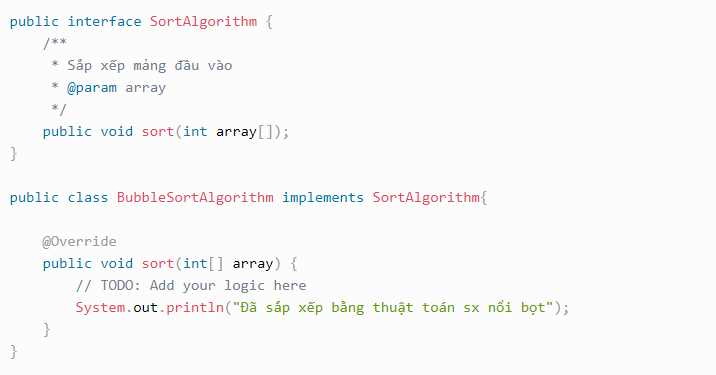 public interface SortAlgorithm {
    /**
     * Sắp xếp mảng đầu vào
     * @param array
     */
    public void sort(int array[]);
}

public class BubbleSortAlgorithm implements SortAlgorithm{

    @Override
    public void sort(int[] array) {
        // TODO: Add your logic here
        System.out.println("Đã sắp xếp bằng thuật toán sx nổi bọt");
    }
}